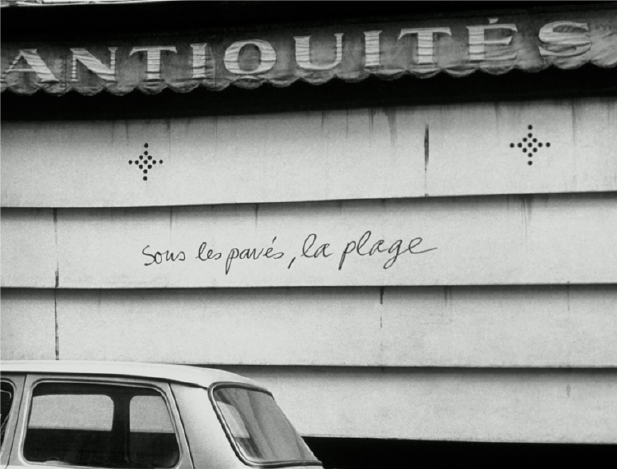 ANTIQUITÉS
Sous les pavés, la plage